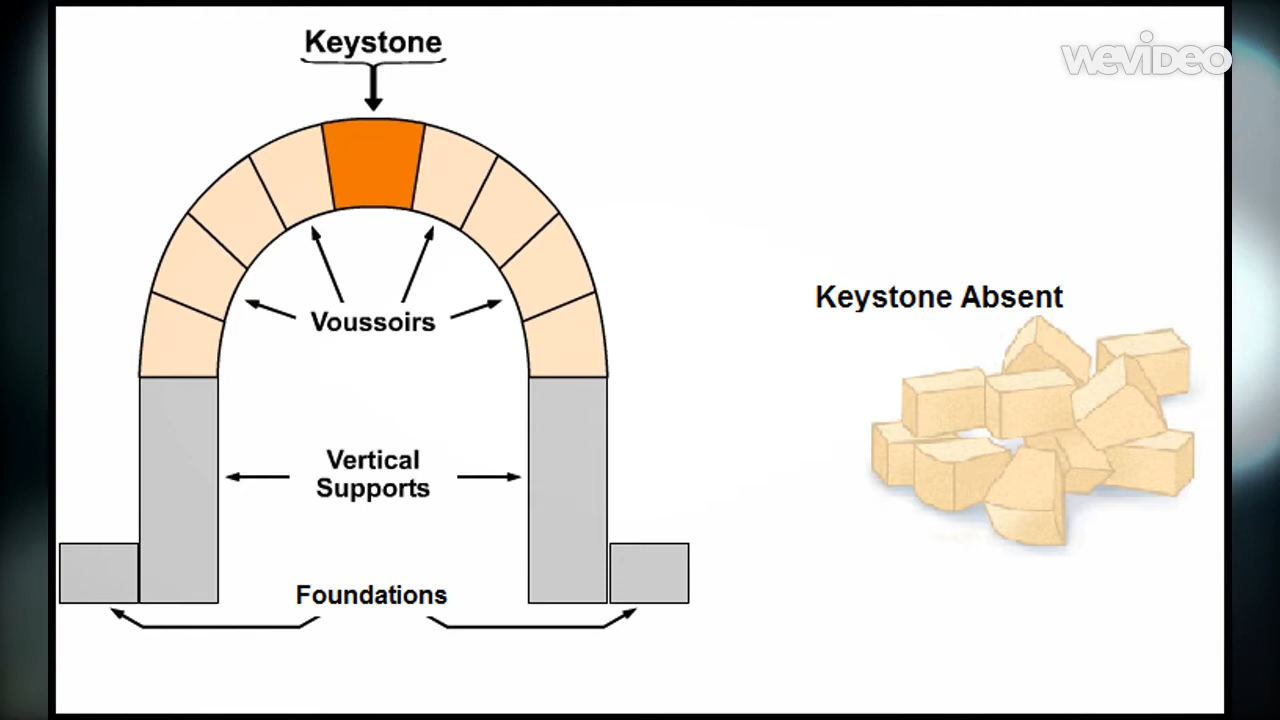 Keystone
WEVIDEO
Keystone Absent
Voussoirs
Vertical
Supports
Foundations